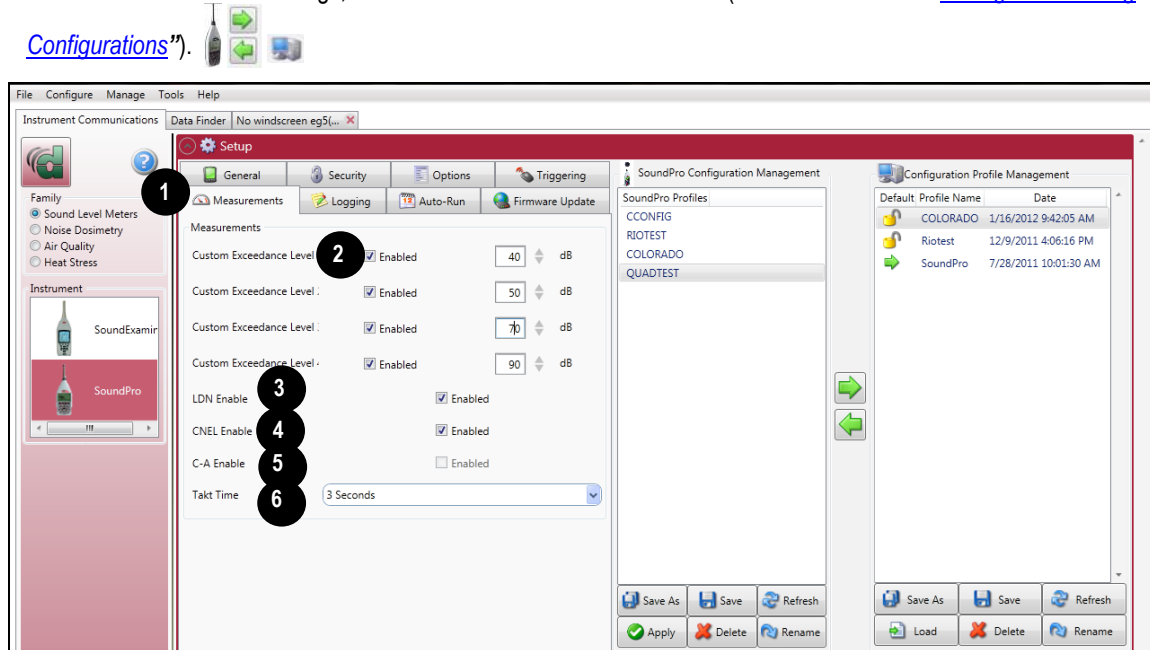 Configurations").
File Configure Manage Tools Help
Instrument Communications Data Finder No windscreen eg5(...
Setup
General Security Options Triggering
1
Measurements Logging Auto-Run Firmware Update
Family
Sound Level Meters
Noise Dosimetry
Air Quality
Heat Stress
Instrument
SoundExamin
SoundPro
Measurements
Custom Exceedance Level 2 Enabled 40 dB
Custom Exceedance Level Enabled 50 dB
Custom Exceedance Level Enabled 70 dB
Custom Exceedance Level Enabled 90 dB
LDN Enable 3 Enabled
CNEL Enable 4 Enabled
C-A Enable 5 Enabled
Takt Time 6 3 Seconds
SoundPro Configuration Management
SoundPro Profiles
CCONFIG
RIOTEST
COLORADO
QUADTEST
Save As Save Refresh
Apply Delete Rename
Configuration Profile Management
Default Profile Name Date
COLORADO 1/16/2012 9:42:05 AM
Riotest 12/9/2011 4:06:16 PM
SoundPro 7/28/2011 10:01:30 AM
Save As Save Refresh
Load Delete Rename